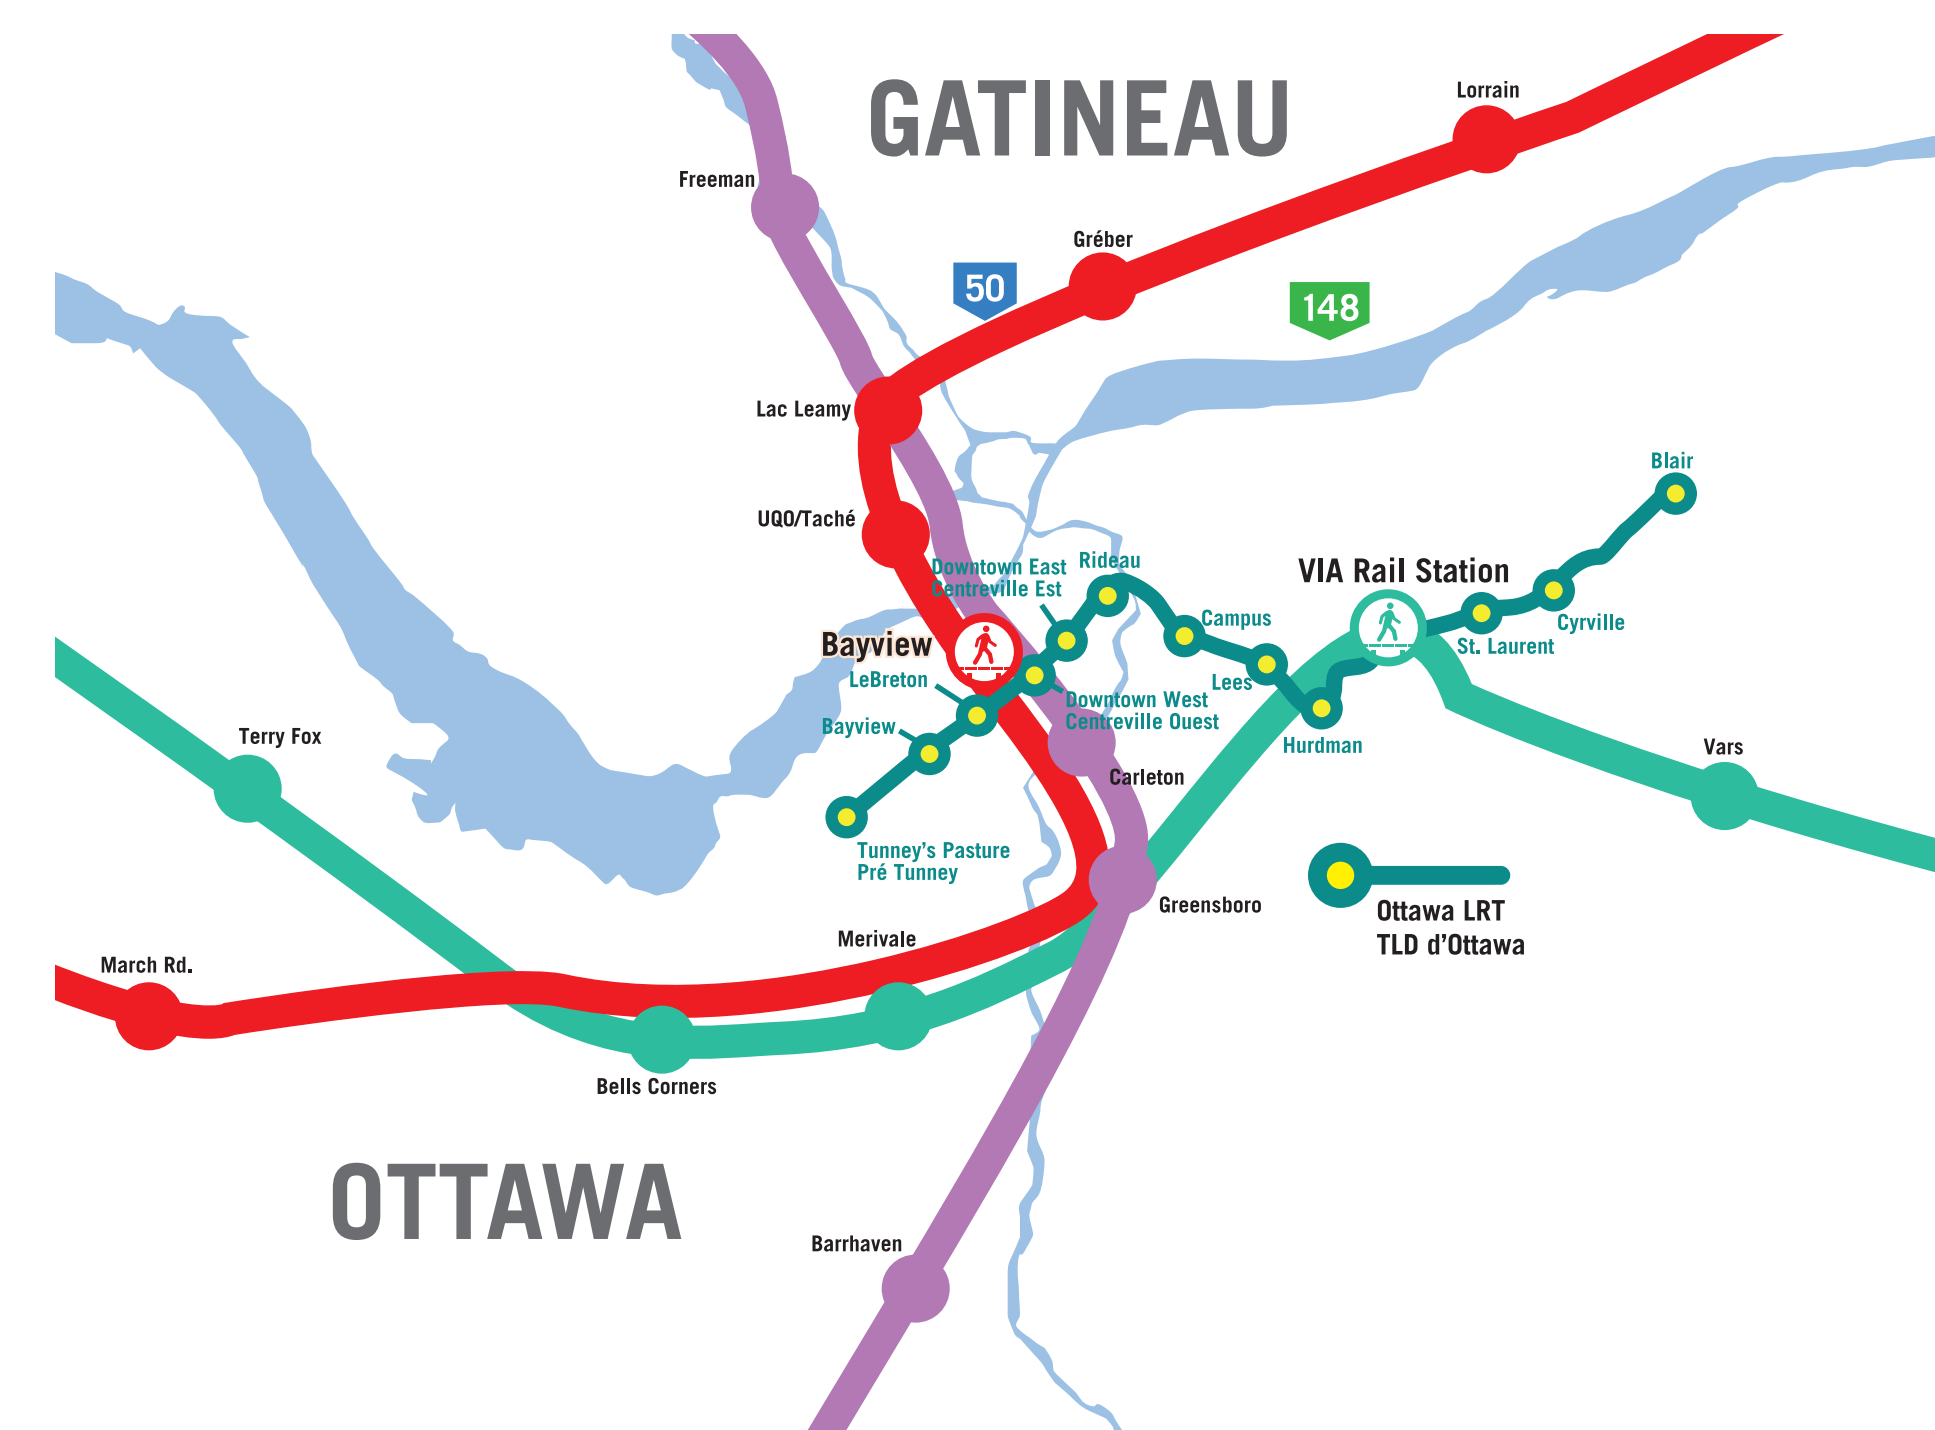 GATINEAU
Lorrain
Freeman
Gréber
50
148
Lac Leamy
Blair
UQO/Taché
Downtown East
Centreville Est
Rideau
VIA Rail Station
Campus
Cyrville
St. Laurent
Bayview
LeBreton
Lees
Downtown West
Centreville Ouest
Bayview
Hurdman
Terry Fox
Vars
Carleton
Tunney's Pasture
Pré Tunney
Greensboro
Ottawa LRT
TLD d'Ottawa
Merivale
March Rd.
Bells Corners
OTTAWA
Barrhaven